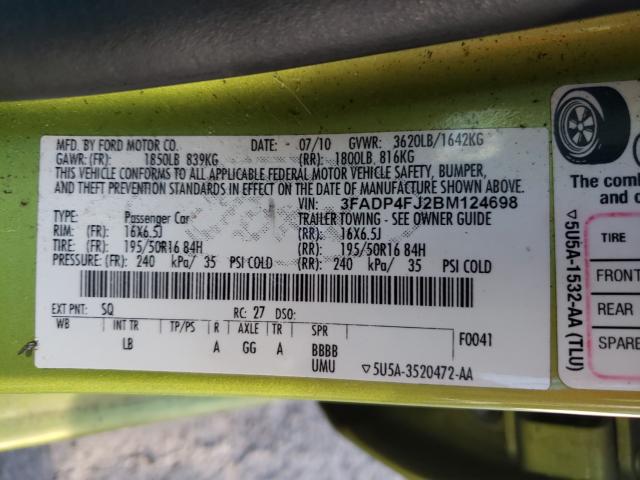 MFD. BY FORD MOTOR CO. DATE - 07/10 GVWR: 3620LB/1642KG
GAWR: (FR) 1850LB 839KG (RR): 1800LB, 816KG
THIS VEHICLE CONFORMS TO ALL APPLICABLE FEDERAL MOTOR VEHICLE SAFETY, BUMPER,
AND THEFT PREVENTION STANDARDS IN EFFECT ON THE DATE OF MANUFACTURE SHOWN ABOVE.
VIN: 3FADP4FJ2BM124698
TYPE: Passenger Car TRAILER TOWING - SEE OWNER GUIDE
RIM: (FR) 16X6.5J (RR): 16X6.5J
TIRE: (FR) 195/50R16 84H (RR): 195/50R16 84H
PRESSURE: (FR) 240 kPa/ 35 PSI COLD (RR): 240 kPa/ 35 PSI COLD
EXT PNT: SQ RC: 27 DSO:
WB INT TR TP/PS R AXLE TR SPR F0041
LB A GG A BBBB
UMU ▽5U5A-3520472-AA
▽5U5A-1532-AA (TLU)
The comb
and
TIRE
FRONT
REAR
SPARE